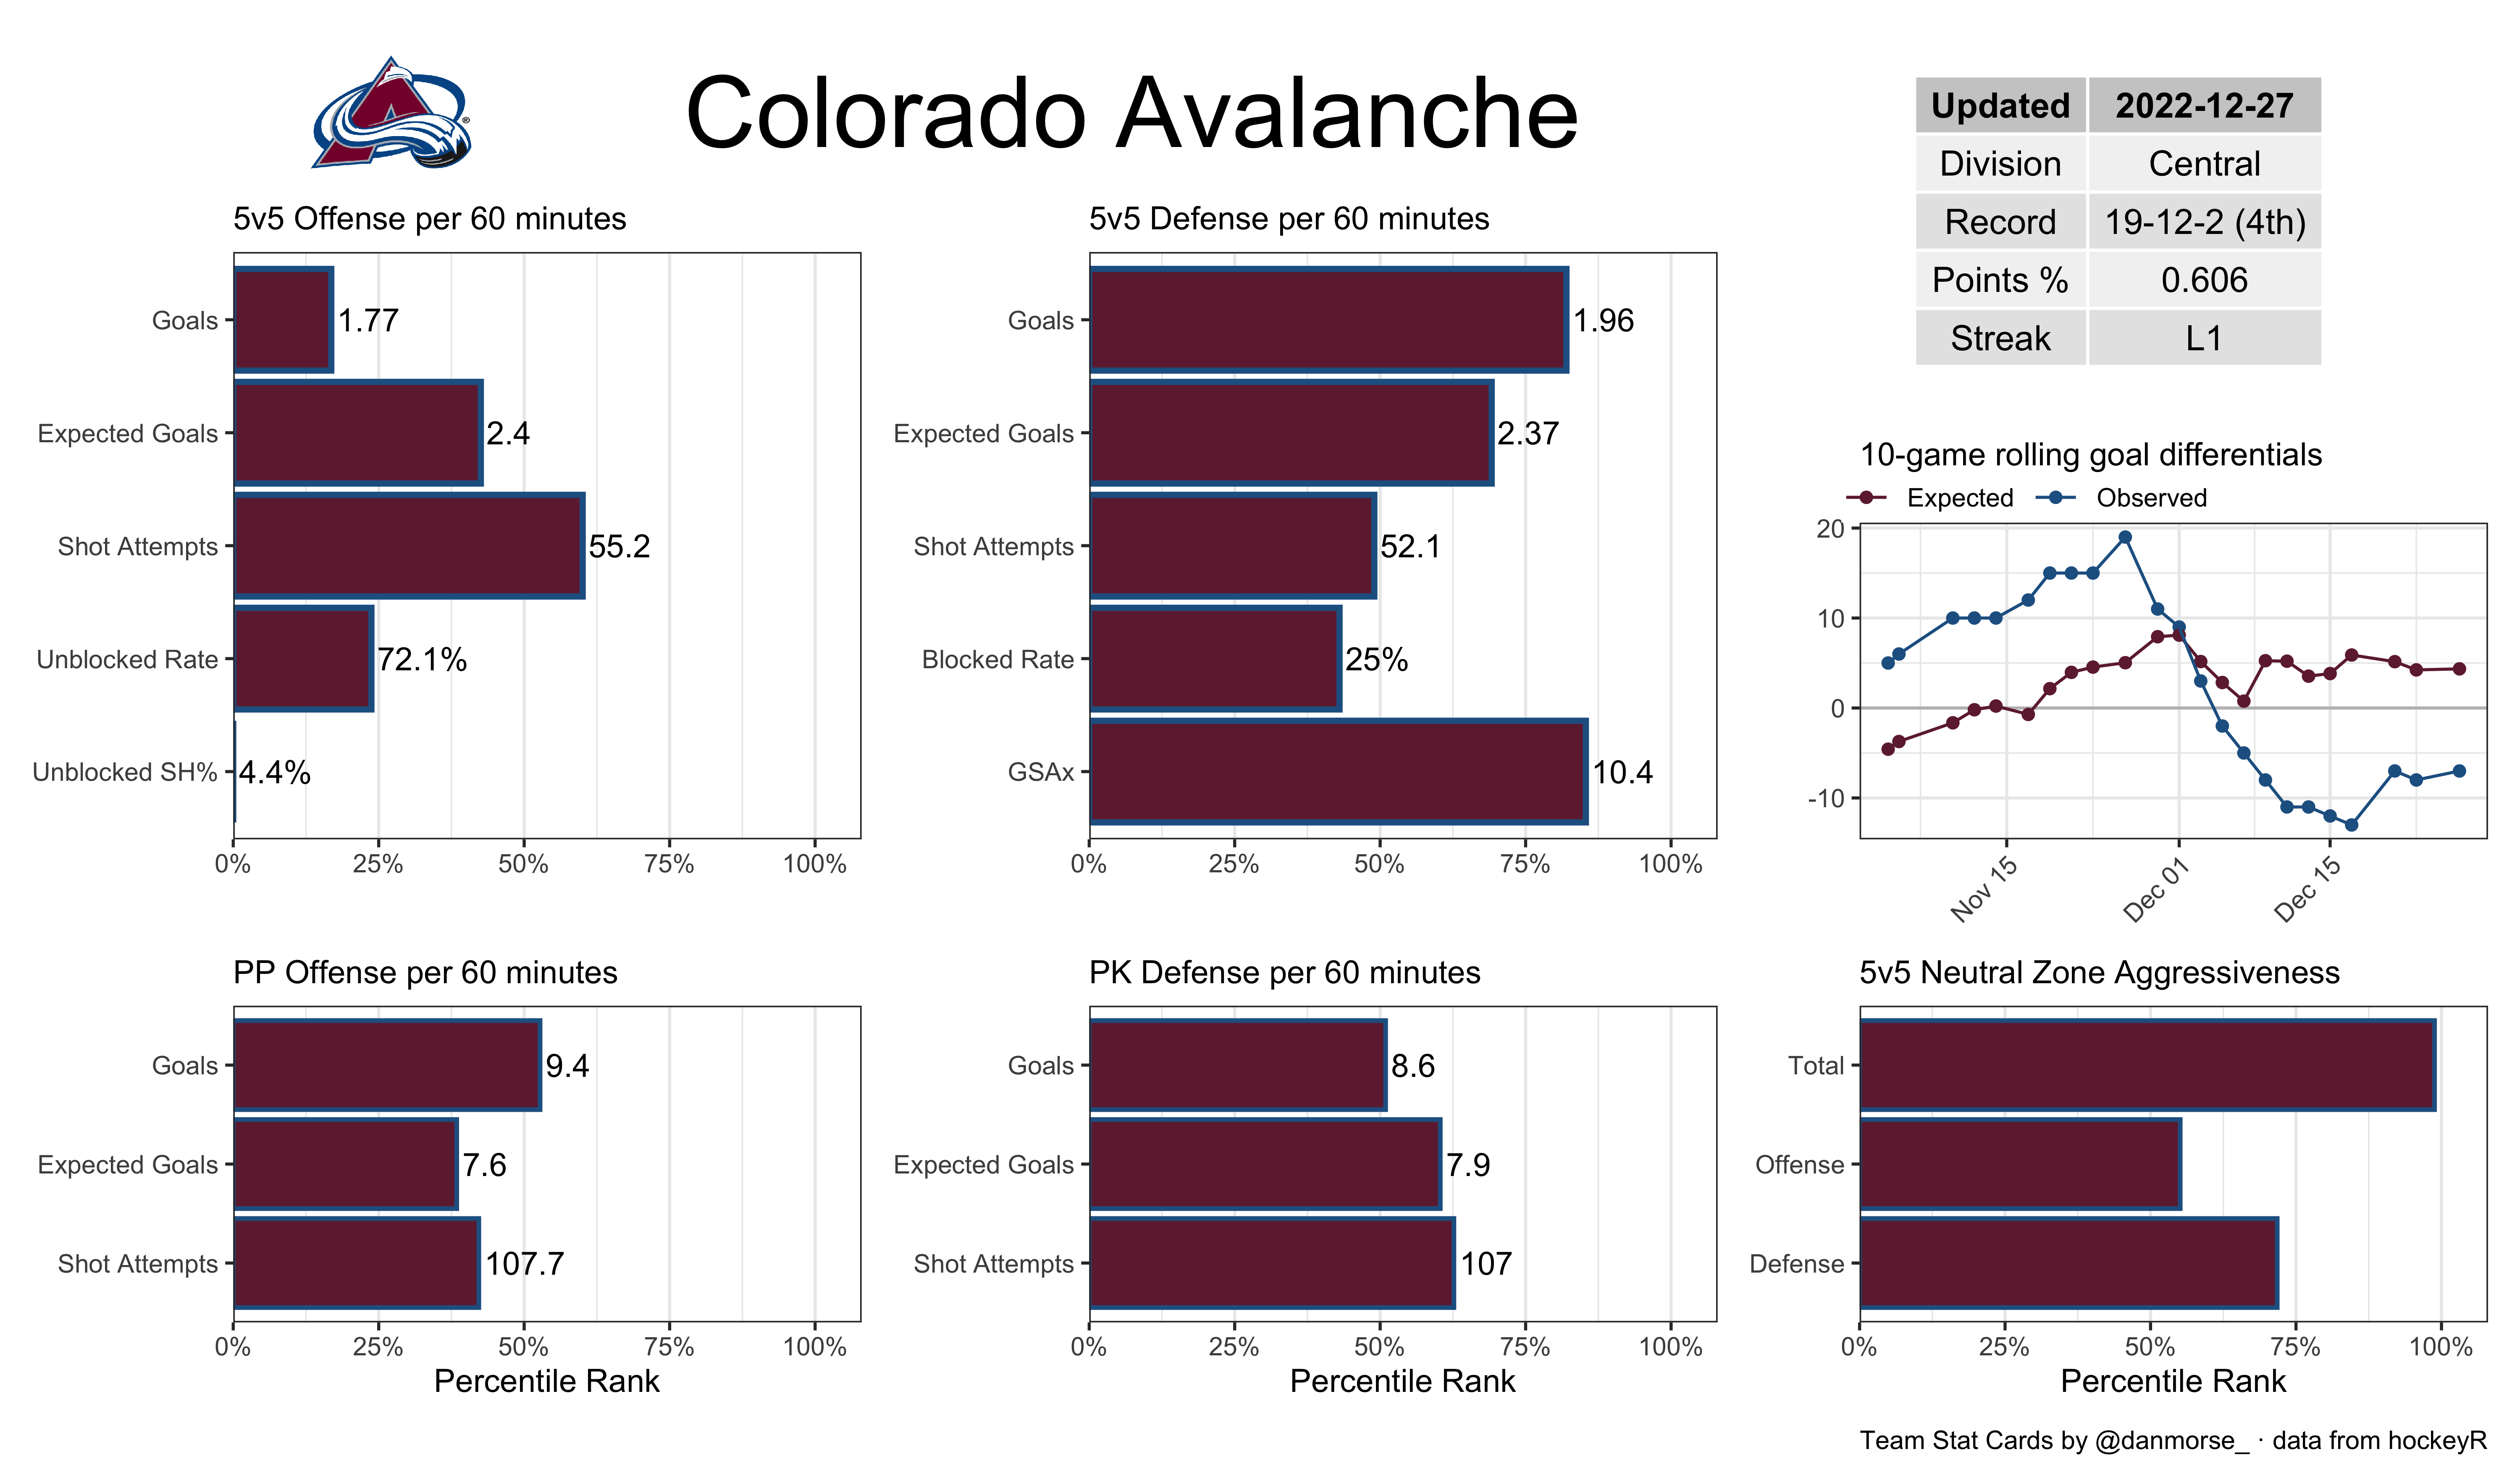 Colorado Avalanche
®
Updated 2022-12-27
Division Central
Record 19-12-2 (4th)
Points % 0.606
Streak L1
5v5 Offense per 60 minutes
Goals 1.77
Expected Goals 2.4
Shot Attempts 55.2
Unblocked Rate 72.1%
Unblocked SH% 4.4%
0% 25% 50% 75% 100%
5v5 Defense per 60 minutes
Goals 1.96
Expected Goals 2.37
Shot Attempts 52.1
Blocked Rate 25%
GSAx 10.4
0% 25% 50% 75% 100%
10-game rolling goal differentials
Expected Observed
20
10
0
-10
Nov 15 Dec 01 Dec 15
PP Offense per 60 minutes
Goals 9.4
Expected Goals 7.6
Shot Attempts 107.7
0% 25% 50% 75% 100%
Percentile Rank
PK Defense per 60 minutes
Goals 8.6
Expected Goals 7.9
Shot Attempts 107
0% 25% 50% 75% 100%
Percentile Rank
5v5 Neutral Zone Aggressiveness
Total
Offense
Defense
0% 25% 50% 75% 100%
Percentile Rank
Team Stat Cards by @danmorse_ · data from hockeyR